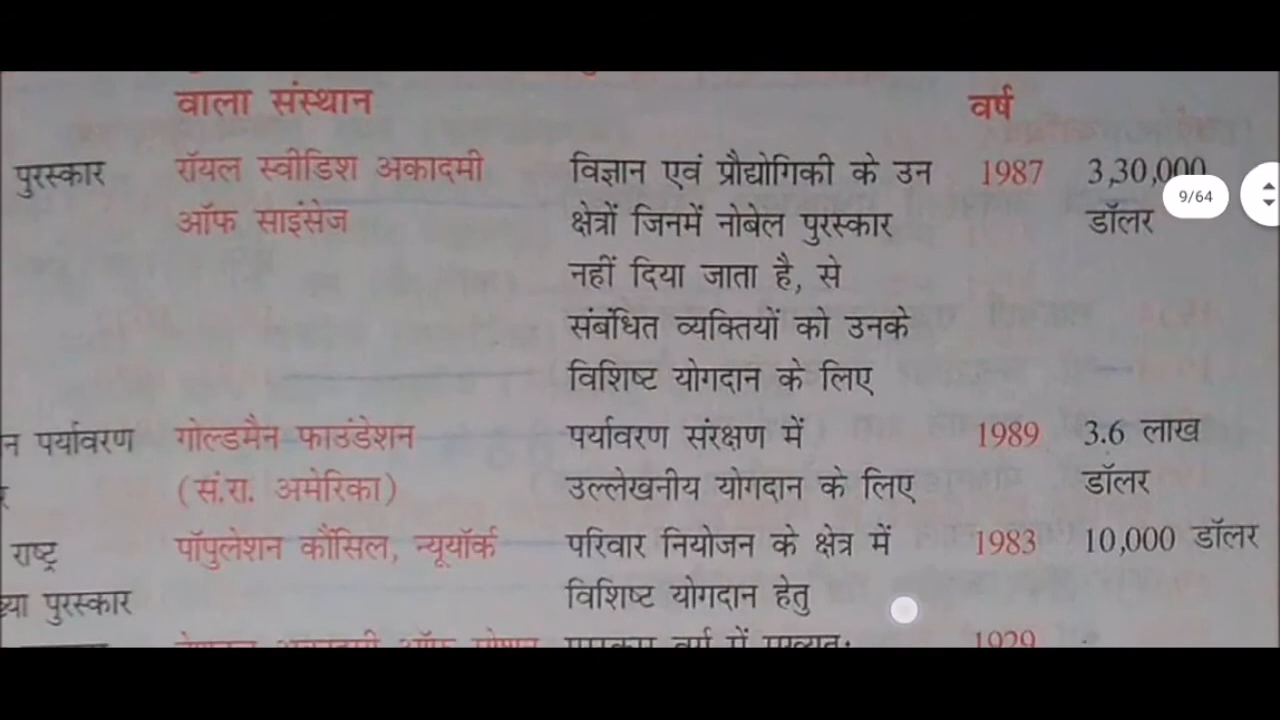 वाला संस्थान वर्ष
पुरस्कार रॉयल स्वीडिश अकादमी विज्ञान एवं प्रौद्योगिकी के उन 1987 3,30,000
9/64
ऑफ साइंसेज क्षेत्रों जिनमें नोबेल पुरस्कार डॉलर
नहीं दिया जाता है, से
संबंधित व्यक्तियों को उनके
विशिष्ट योगदान के लिए
न पर्यावरण गोल्डमैन फाउंडेशन पर्यावरण संरक्षण में 1989 3.6 लाख
(सं.रा. अमेरिका) उल्लेखनीय योगदान के लिए डॉलर
राष्ट्र पॉपुलेशन कौंसिल, न्यूयॉर्क परिवार नियोजन के क्षेत्र में 1983 10,000 डॉलर
ख्या पुरस्कार विशिष्ट योगदान हेतु
1929